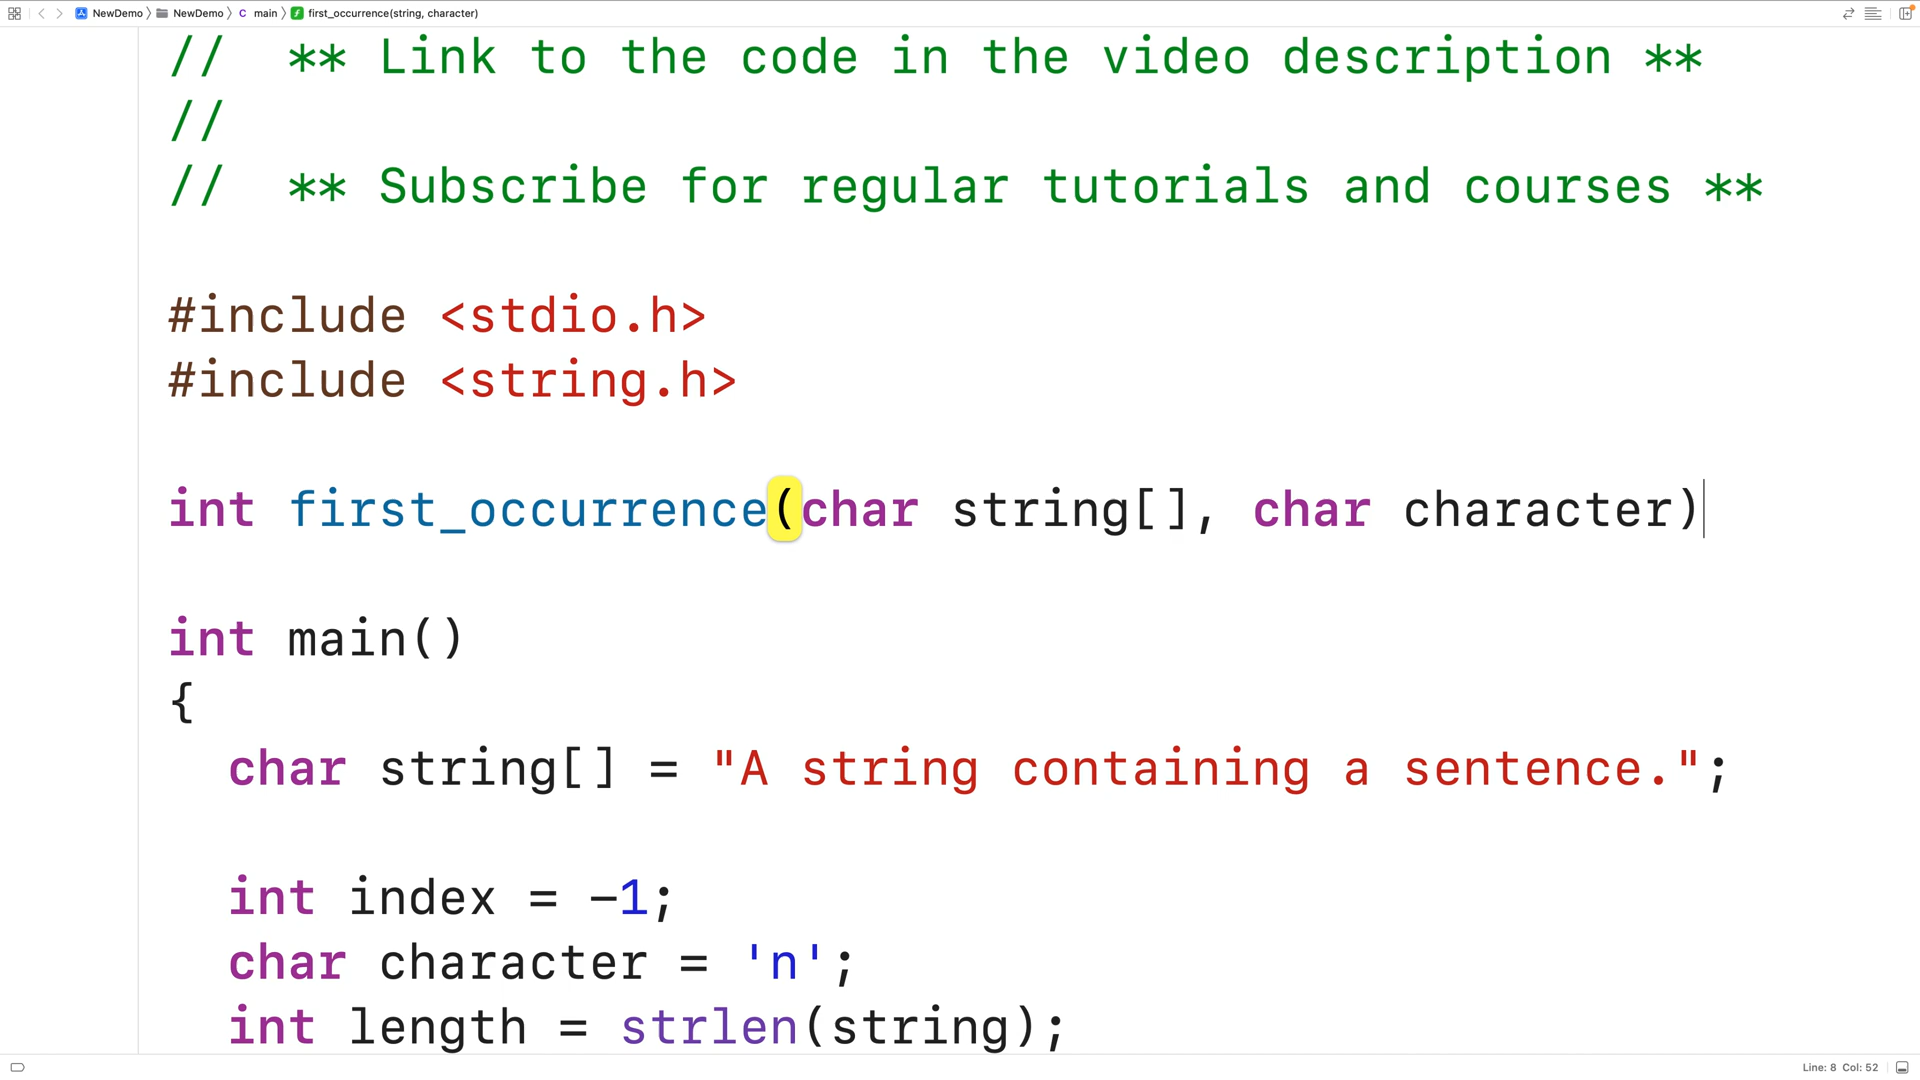 NewDemo NewDemo C main f first_occurrence(string, character)
//  ** Link to the code in the video description **
//
//  ** Subscribe for regular tutorials and courses **
#include <stdio.h>
#include <string.h>
int first_occurrence(char string[], char character)
int main()
{
  char string[] = "A string containing a sentence.";
  int index = -1;
  char character = 'n';
  int length = strlen(string);
Line: 8 Col: 52